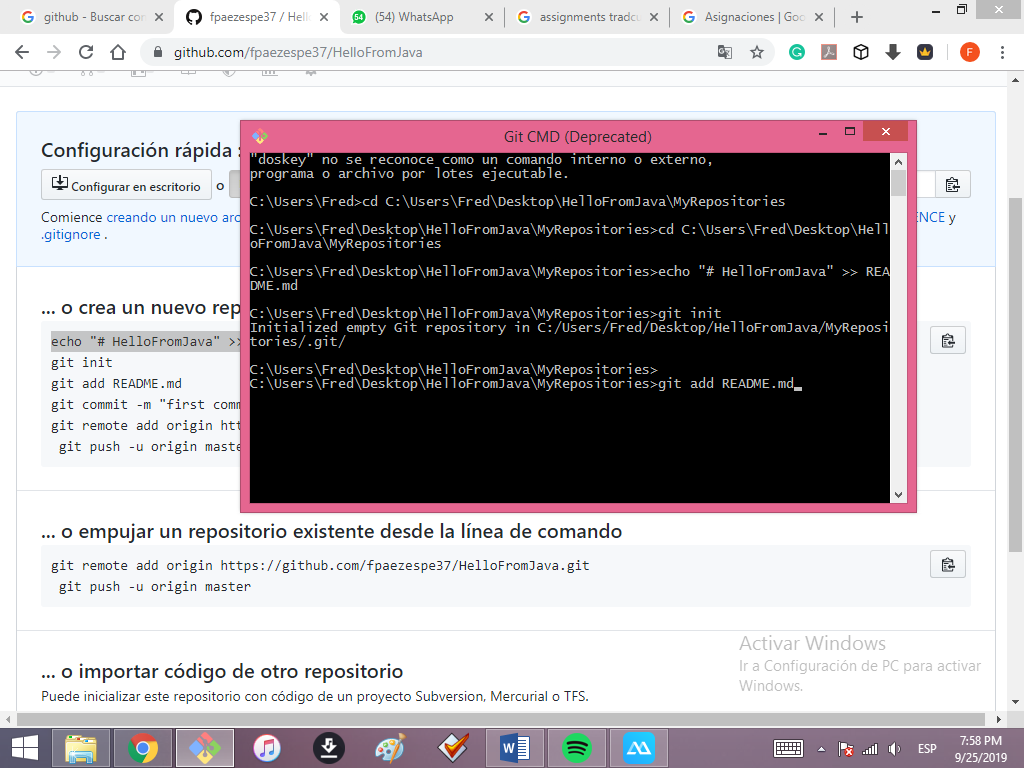 github - Buscar con
fpaezespe37 / Hell
(54) WhatsApp
assignments tradcu
Asignaciones | Goo
github.com/fpaezespe37/HelloFromJava
F
Configuración rápida
Configurar en escritorio
o
Comience creando un nuevo arc
ENCE y
.gitignore .
Git CMD (Deprecated)
"doskey" no se reconoce como un comando interno o externo,
programa o archivo por lotes ejecutable.
C:\Users\Fred>cd C:\Users\Fred\Desktop\HelloFromJava\MyRepositories
C:\Users\Fred\Desktop\HelloFromJava\MyRepositories>cd C:\Users\Fred\Desktop\Hell
oFromJava\MyRepositories
C:\Users\Fred\Desktop\HelloFromJava\MyRepositories>echo "# HelloFromJava" >> REA
DME.md
C:\Users\Fred\Desktop\HelloFromJava\MyRepositories>git init
Initialized empty Git repository in C:/Users/Fred/Desktop/HelloFromJava/MyReposi
tories/.git/
C:\Users\Fred\Desktop\HelloFromJava\MyRepositories>
C:\Users\Fred\Desktop\HelloFromJava\MyRepositories>git add README.md
... o crea un nuevo rep
echo "# HelloFromJava" >>
git init
git add README.md
git commit -m "first comm
git remote add origin htt
git push -u origin maste
... o empujar un repositorio existente desde la línea de comando
git remote add origin https://github.com/fpaezespe37/HelloFromJava.git
git push -u origin master
... o importar código de otro repositorio
Puede inicializar este repositorio con código de un proyecto Subversion, Mercurial o TFS.
Activar Windows
Ir a Configuración de PC para activar
Windows.
ESP
7:58 PM
9/25/2019